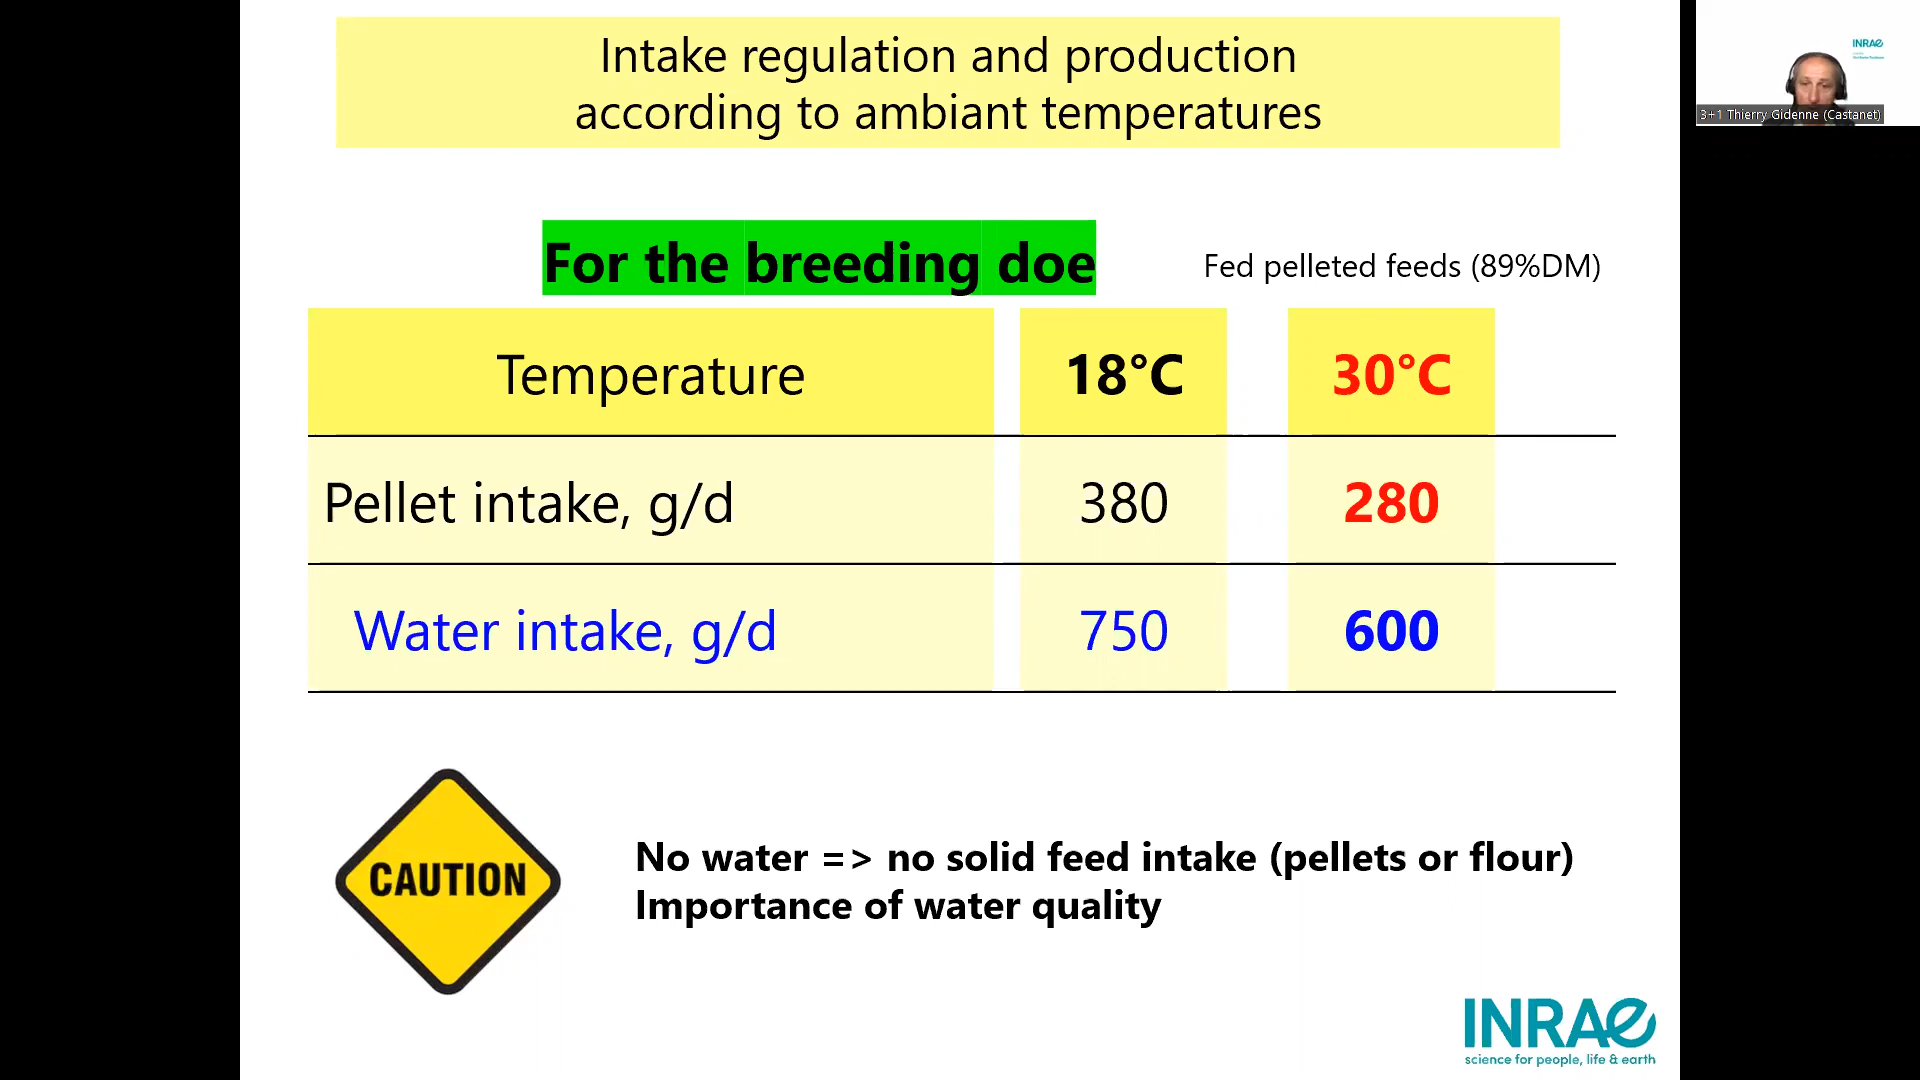 Intake regulation and production
according to ambiant temperatures
For the breeding doe
Fed pelleted feeds (89%DM)
Temperature 18°C 30°C
Pellet intake, g/d 380 280
Water intake, g/d 750 600
CAUTION
No water => no solid feed intake (pellets or flour)
Importance of water quality
INRAE
science for people, life & earth
INRAE
3+1 Thierry Gidenne (Castanet)